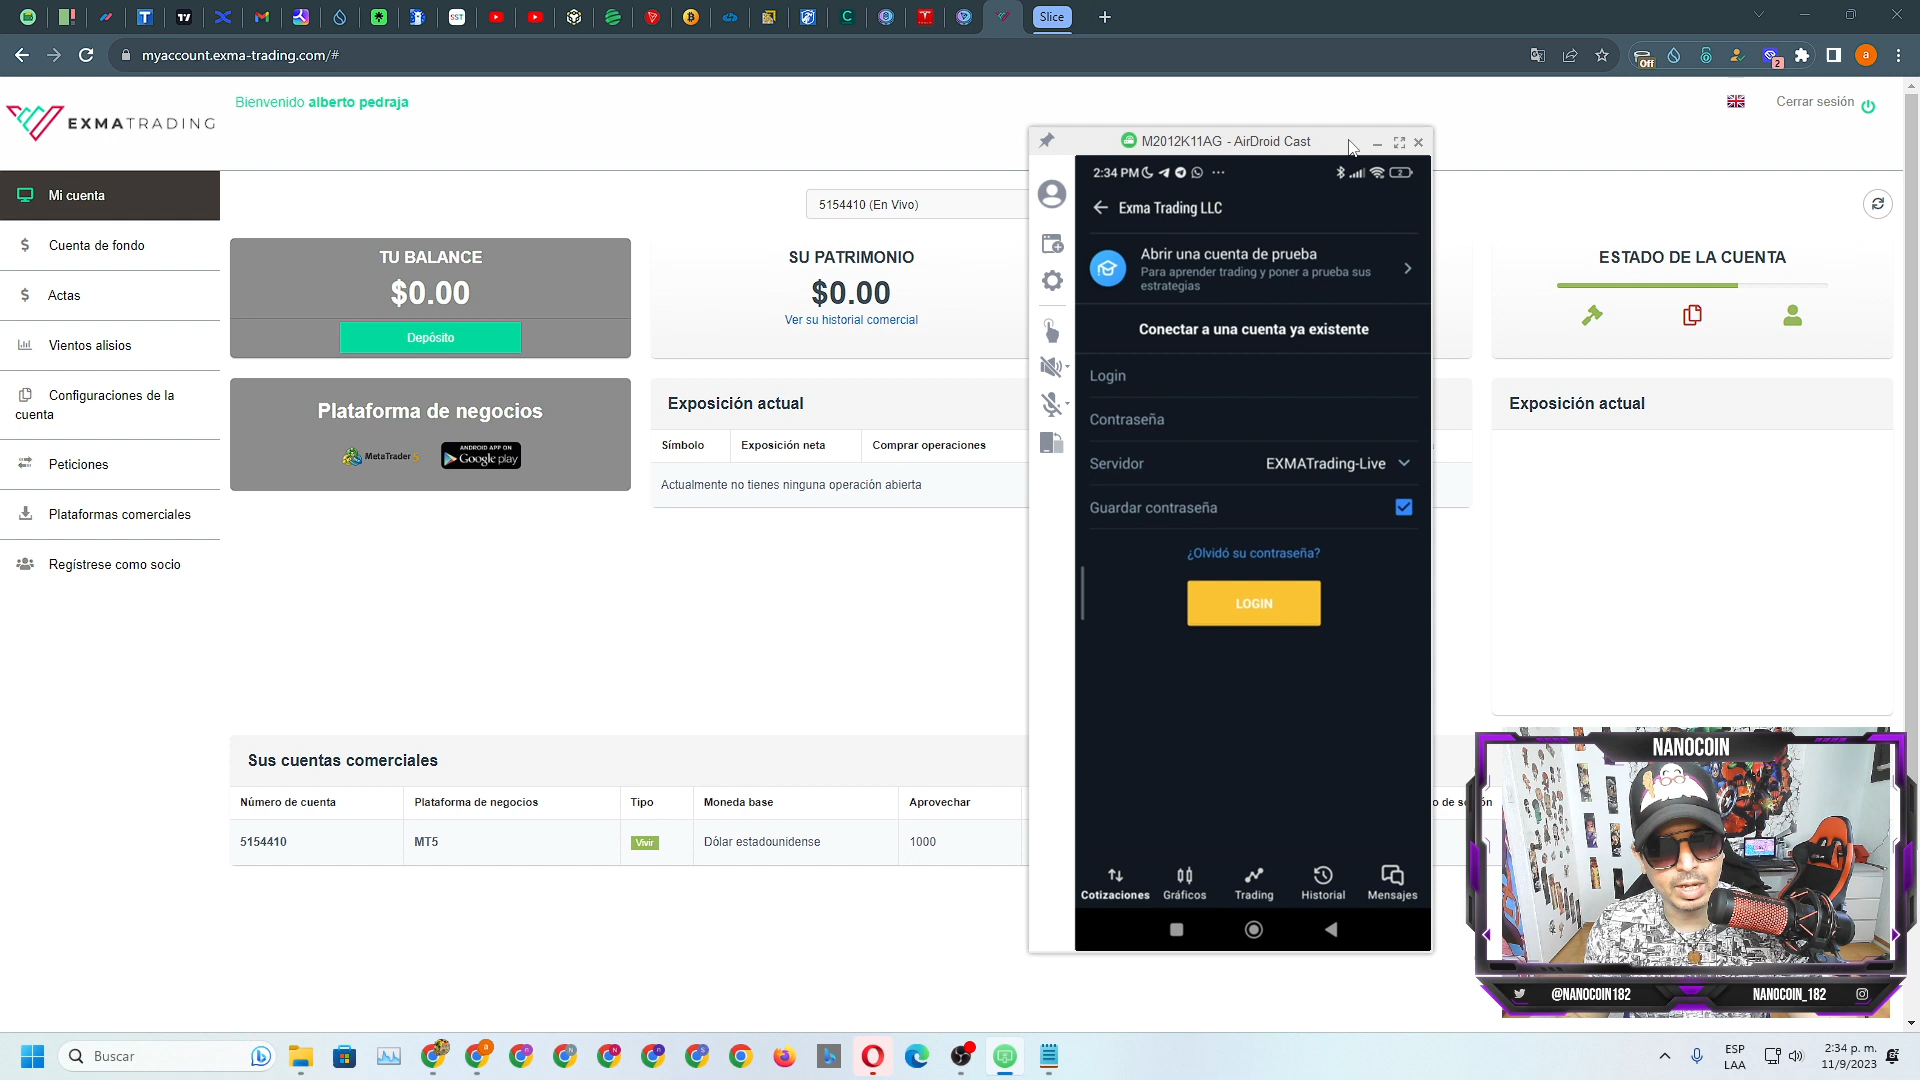 Slice
myaccount.exma-trading.com/#
Off
2
a
EXMATRADING
Bienvenido alberto pedraja
Cerrar sesión
Mi cuenta
Cuenta de fondo
Actas
Vientos alisios
Configuraciones de la
cuenta
Peticiones
Plataformas comerciales
Regístrese como socio
5154410 (En Vivo)
TU BALANCE
$0.00
Depósito
SU PATRIMONIO
$0.00
Ver su historial comercial
ESTADO DE LA CUENTA
Plataforma de negocios
MetaTrader 5
ANDROID APP ON
Google play
Exposición actual
Símbolo
Exposición neta
Comprar operaciones
Actualmente no tienes ninguna operación abierta
Exposición actual
M2012K11AG - AirDroid Cast
2:34 PM
2
Exma Trading LLC
Abrir una cuenta de prueba
Para aprender trading y poner a prueba sus
estrategias
Conectar a una cuenta ya existente
Login
Contraseña
Servidor
EXMATrading-Live
Guardar contraseña
¿Olvidó su contraseña?
LOGIN
Cotizaciones
Gráficos
Trading
Historial
Mensajes
Sus cuentas comerciales
Número de cuenta
Plataforma de negocios
Tipo
Moneda base
Aprovechar
5154410
MT5
Vivir
Dólar estadounidense
1000
NANOCOIN
@NANOCOIN182
NANOCOIN_182
Buscar
ESP
LAA
2:34 p. m.
11/9/2023